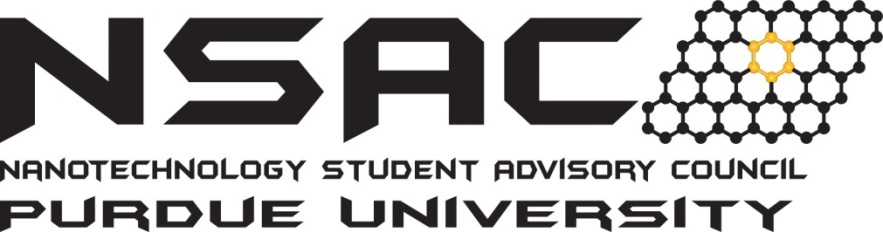 NSAC
NANOTECHNOLOGY STUDENT ADVISORY COUNCIL
PURDUE UNIVERSITY